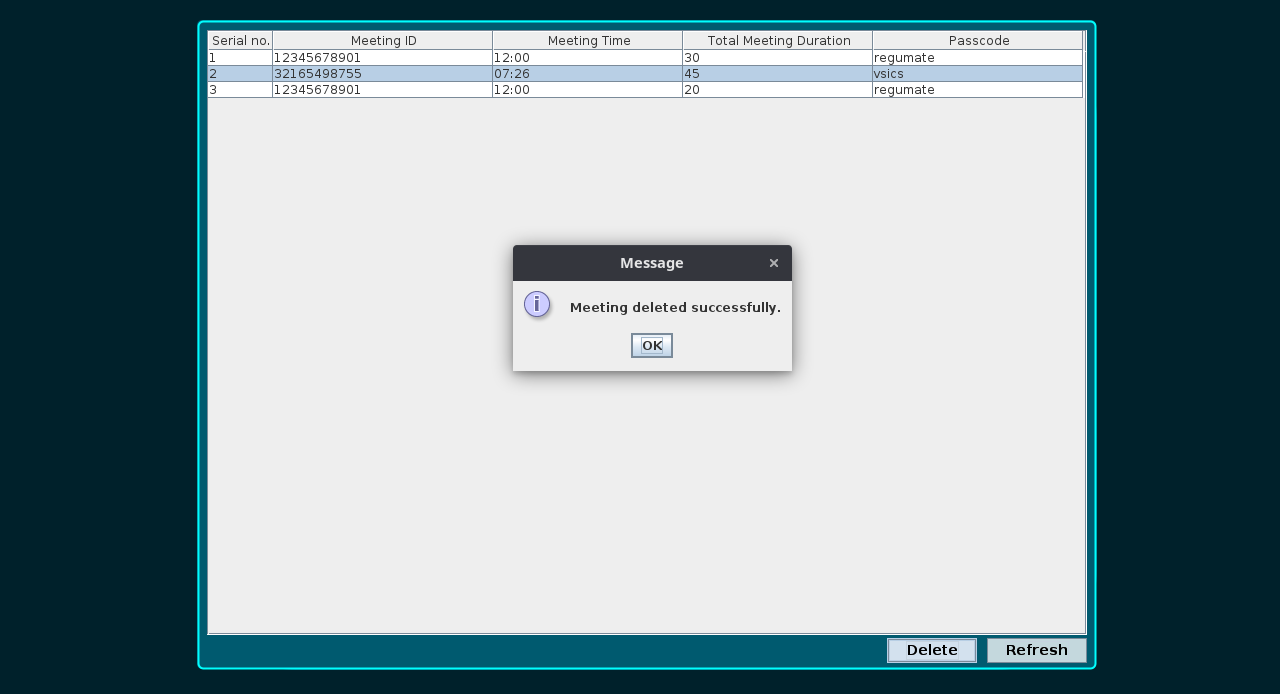 Serial no. Meeting ID Meeting Time Total Meeting Duration Passcode
1 12345678901 12:00 30 regumate
2 32165498755 07:26 45 vsics
3 12345678901 12:00 20 regumate
Message ×
i Meeting deleted successfully.
OK
Delete Refresh